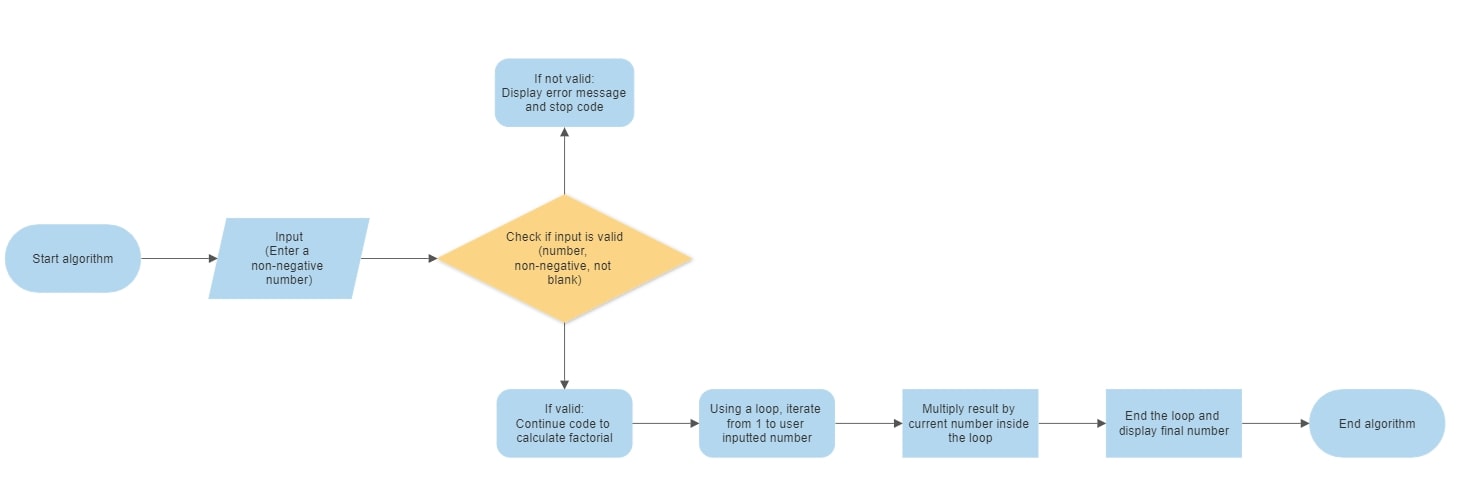 If not valid:
Display error message
and stop code
Start algorithm
Input
(Enter a
non-negative
number)
Check if input is valid
(number,
non-negative, not
blank)
If valid:
Continue code to
calculate factorial
Using a loop, iterate
from 1 to user
inputted number
Multiply result by
current number inside
the loop
End the loop and
display final number
End algorithm